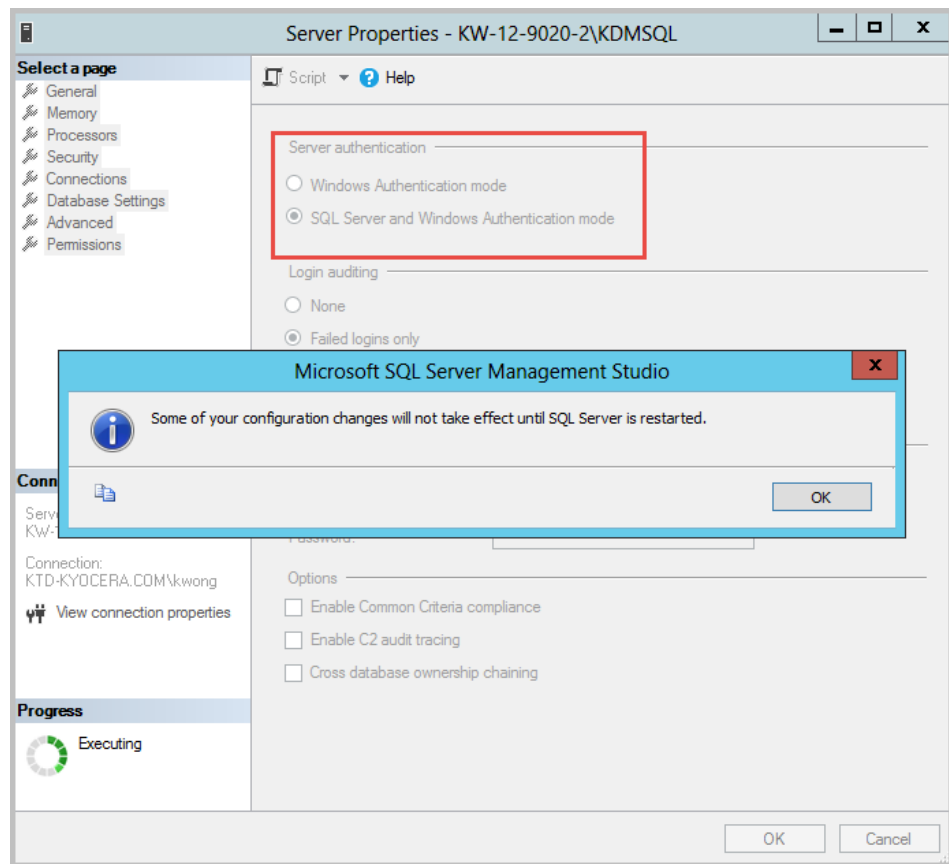 Server Properties - KW-12-9020-2\KDMSQL
Select a page
General
Memory
Processors
Security
Connections
Database Settings
Advanced
Permissions
Script
Help
Server authentication
Windows Authentication mode
SQL Server and Windows Authentication mode
Login auditing
None
Failed logins only
Microsoft SQL Server Management Studio
Some of your configuration changes will not take effect until SQL Server is restarted.
OK
Conn
Serv
KW-
Connection:
KTD-KYOCERA.COM\kwong
View connection properties
Password:
Options
Enable Common Criteria compliance
Enable C2 audit tracing
Cross database ownership chaining
Progress
Executing
OK
Cancel